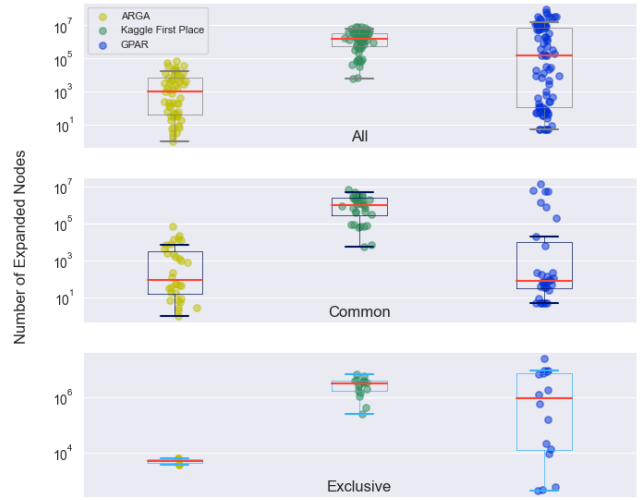 ARGA
Kaggle First Place
GPAR
10^7
10^5
10^3
10^1
All
Number of Expanded Nodes
10^7
10^5
10^3
10^1
Common
10^6
10^4
Exclusive